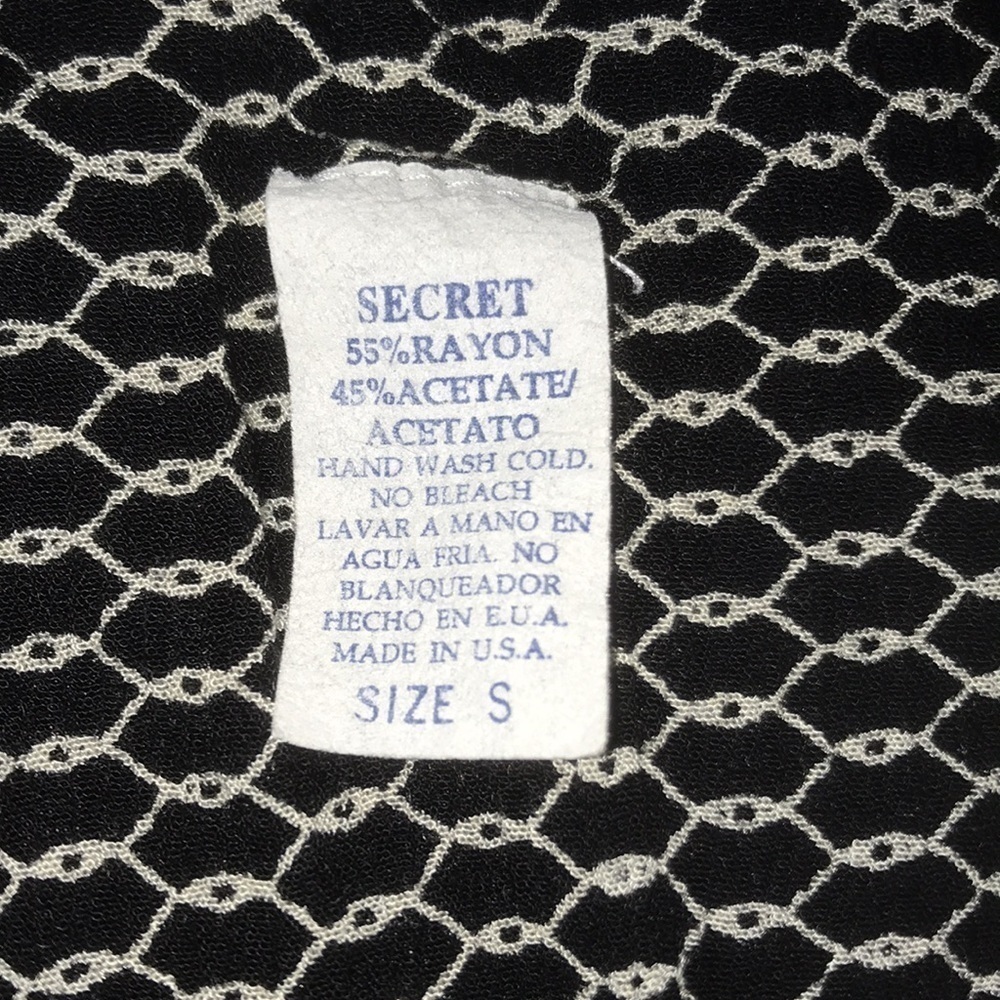 SECRET
55%RAYON
45%ACETATE/
ACETATO
HAND WASH COLD.
NO BLEACH
LAVAR A MANO EN
AGUA FRIA. NO
BLANQUEADOR
HECHO EN E.U.A.
MADE IN U.S.A.
SIZE S